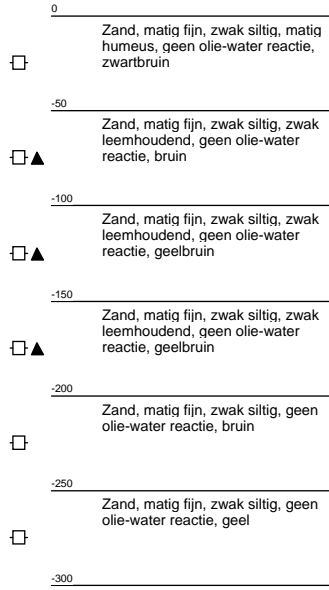 0
Zand, matig fijn, zwak siltig, matig
humeus, geen olie-water reactie,
zwartbruin
-50
Zand, matig fijn, zwak siltig, zwak
leemhoudend, geen olie-water
reactie, bruin
-100
Zand, matig fijn, zwak siltig, zwak
leemhoudend, geen olie-water
reactie, geelbruin
-150
Zand, matig fijn, zwak siltig, zwak
leemhoudend, geen olie-water
reactie, geelbruin
-200
Zand, matig fijn, zwak siltig, geen
olie-water reactie, bruin
-250
Zand, matig fijn, zwak siltig, geen
olie-water reactie, geel
-300